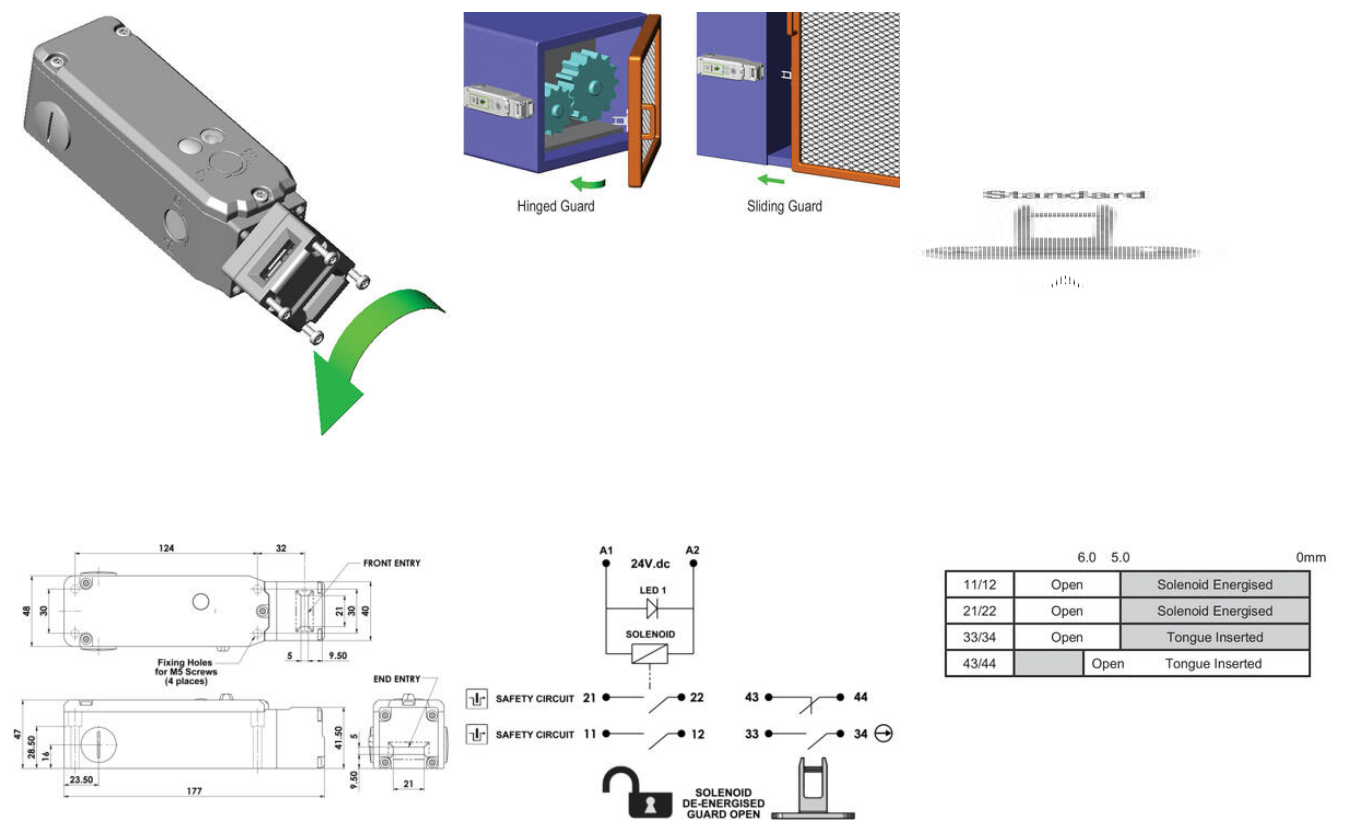 Hinged Guard
Sliding Guard
124
32
FRONT ENTRY
48
30
21
30
40
5
9.50
Fixing Holes
for M5 Screws
(4 places)
END ENTRY
47
28.50
16
41.50
5
9.50
23.50
177
21
A1
A2
24V.dc
LED 1
SOLENOID
SAFETY CIRCUIT 21
22
43
44
SAFETY CIRCUIT 11
12
33
34
SOLENOID
DE-ENERGISED
GUARD OPEN
6.0 5.0 0mm
11/12 Open Solenoid Energised
21/22 Open Solenoid Energised
33/34 Open Tongue Inserted
43/44 Open Tongue Inserted